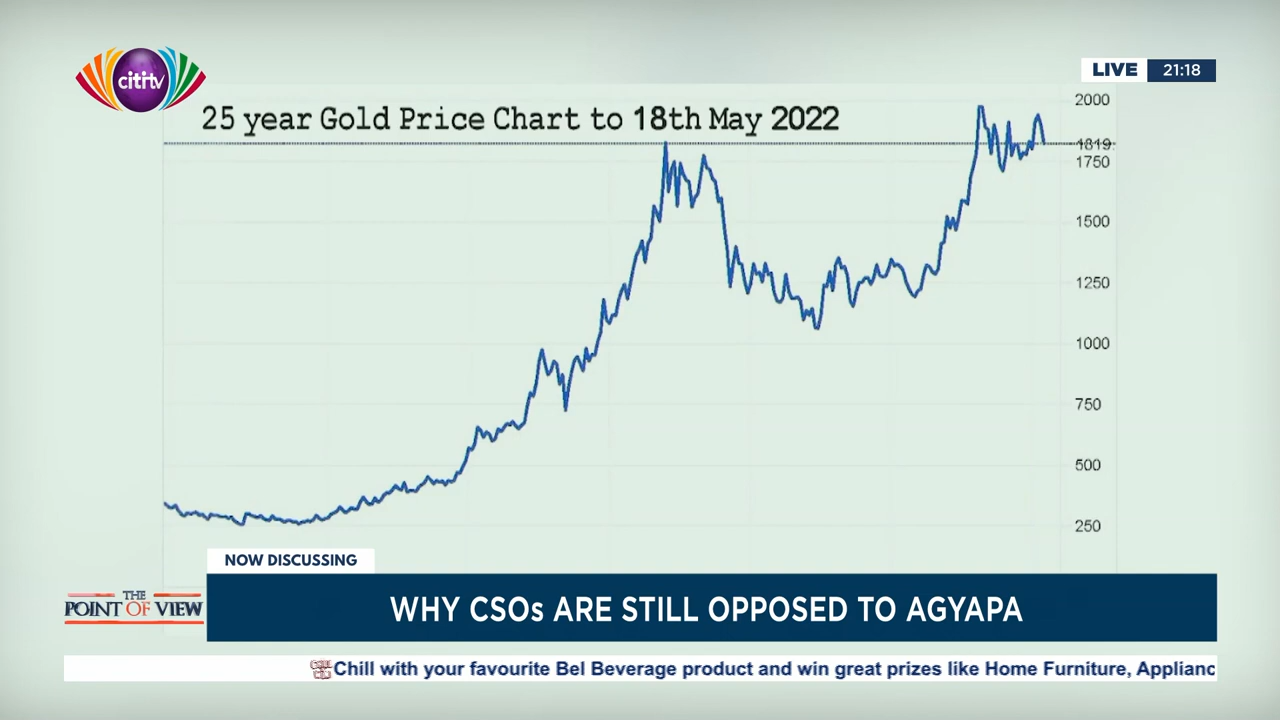 citi tv
LIVE 21:18
25 year Gold Price Chart to 18th May 2022
2000
1819
1750
1500
1250
1000
750
500
250
NOW DISCUSSING
THE
POINT OF VIEW
WHY CSOs ARE STILL OPPOSED TO AGYAPA
Chill with your favourite Bel Beverage product and win great prizes like Home Furniture, Applianc